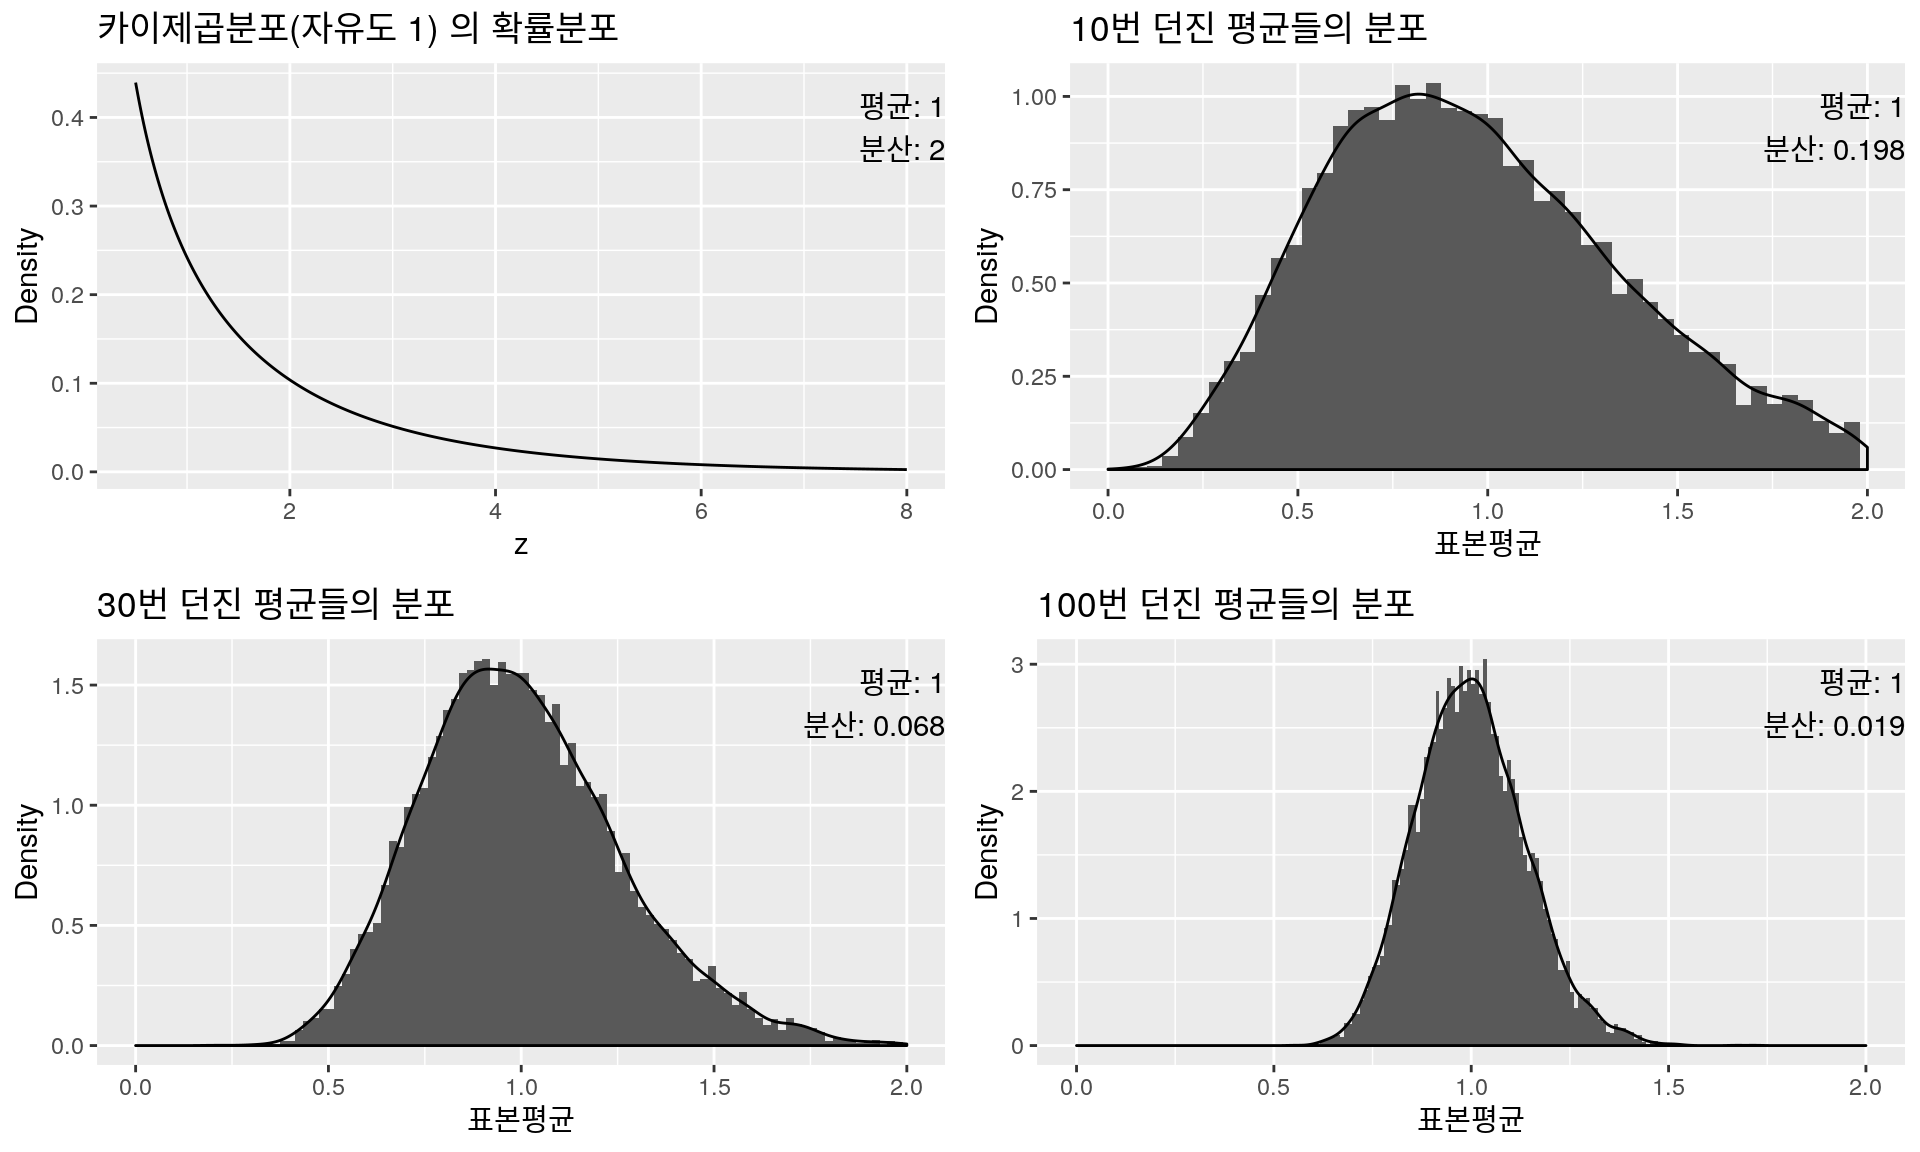 카이제곱분포(자유도 1) 의 확률분포
평균: 1
분산: 2
Density
0.4
0.3
0.2
0.1
0.0
2 4 6 8
z
10번 던진 평균들의 분포
평균: 1
분산: 0.198
Density
1.00
0.75
0.50
0.25
0.00
0.0 0.5 1.0 1.5 2.0
표본평균
30번 던진 평균들의 분포
평균: 1
분산: 0.068
Density
1.5
1.0
0.5
0.0
0.0 0.5 1.0 1.5 2.0
표본평균
100번 던진 평균들의 분포
평균: 1
분산: 0.019
Density
3
2
1
0
0.0 0.5 1.0 1.5 2.0
표본평균